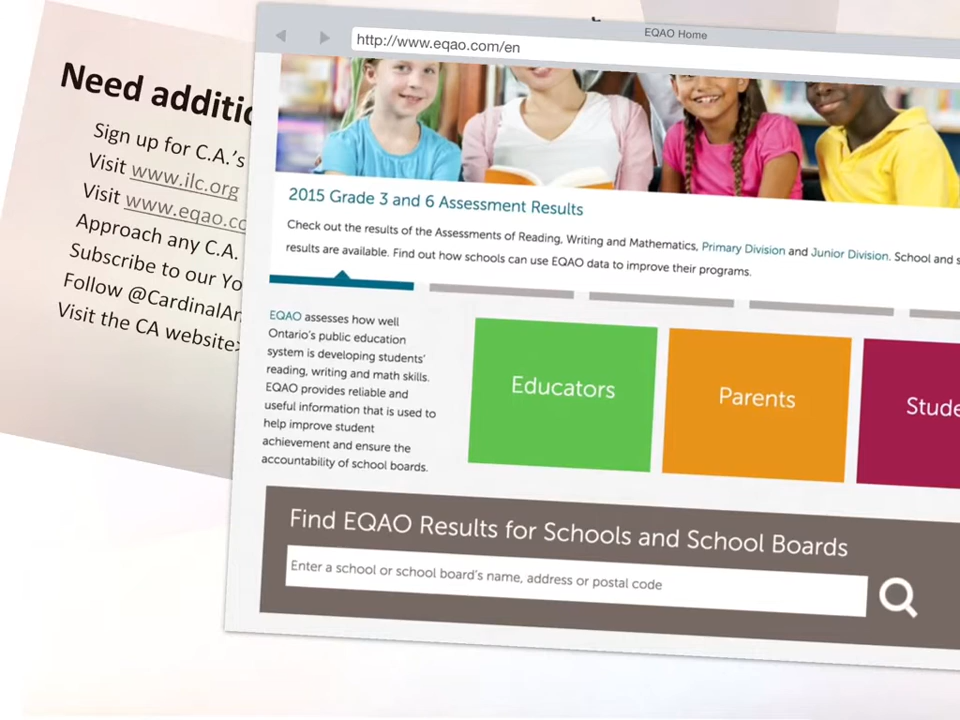 Need additio
Sign up for C.A.'s
Visit www.ilc.org
Visit www.eqao.co
Approach any C.A.
Subscribe to our Yo
Follow @CardinalAm
Visit the CA website>
EQAO Home
http://www.eqao.com/en
2015 Grade 3 and 6 Assessment Results
Check out the results of the Assessments of Reading, Writing and Mathematics, Primary Division and Junior Division. School and s
results are available. Find out how schools can use EQAO data to improve their programs.
EQAO assesses how well
Ontario's public education
system is developing students'
reading, writing and math skills.
EQAO provides reliable and
useful information that is used to
help improve student
achievement and ensure the
accountability of school boards.
Educators
Parents
Stude
Find EQAO Results for Schools and School Boards
Enter a school or school board's name, address or postal code